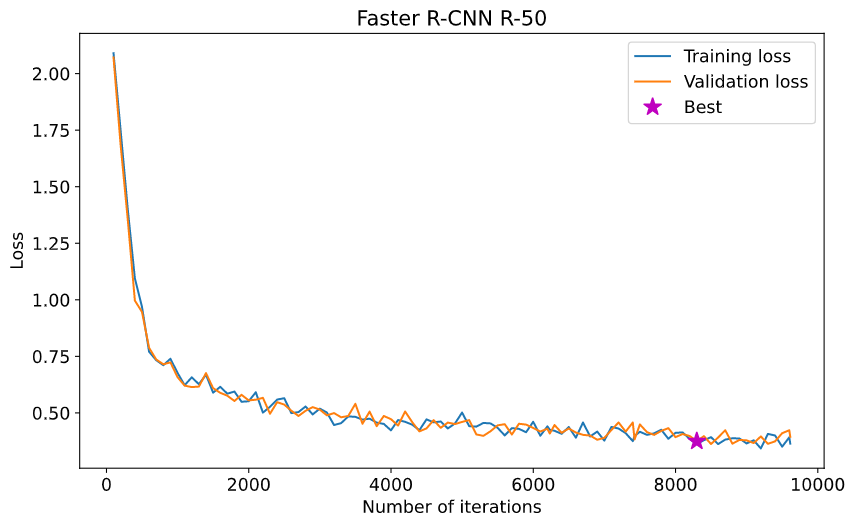 Faster R-CNN R-50
Training loss
Validation loss
Best
2.00
1.75
1.50
1.25
1.00
0.75
0.50
Loss
0 2000 4000 6000 8000 10000
Number of iterations